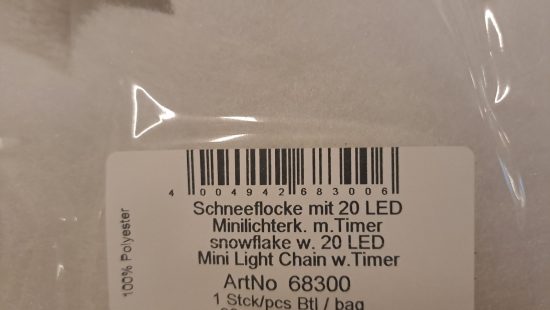 4 004942 683006
Schneeflocke mit 20 LED
Minilichterk. m.Timer
snowflake w. 20 LED
Mini Light Chain w.Timer
ArtNo 68300
1 Stck/pcs Btl / bag
100% Polyester